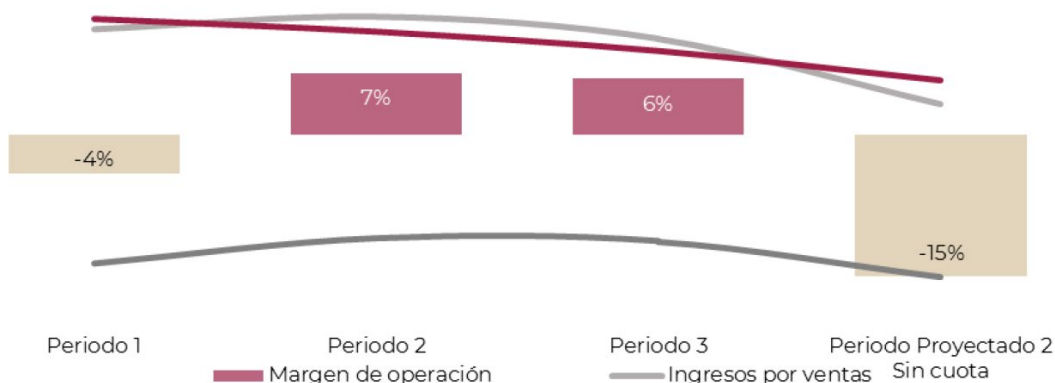 7%
6%
-4%
-15%
Periodo 1
Periodo 2
Periodo 3
Periodo Proyectado 2
Sin cuota
Margen de operación
Ingresos por ventas